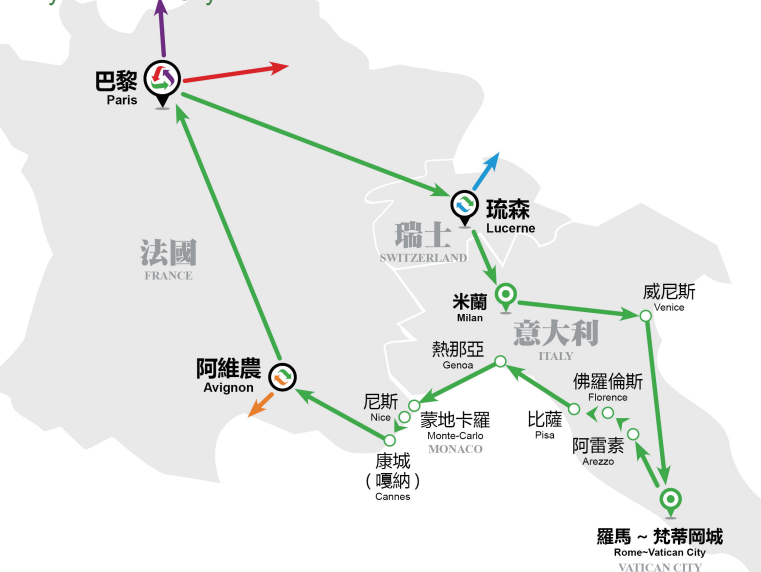 巴黎
Paris
琉森
Lucerne
法國
FRANCE
瑞士
SWITZERLAND
米蘭
Milan
威尼斯
Venice
意大利
ITALY
熱那亞
Genoa
阿維農
Avignon
佛羅倫斯
Florence
尼斯
Nice
蒙地卡羅
Monte-Carlo
MONACO
比薩
Pisa
阿雷素
Arezzo
康城
(嘎納)
Cannes
羅馬 ~ 梵蒂岡城
Rome~Vatican City
VATICAN CITY